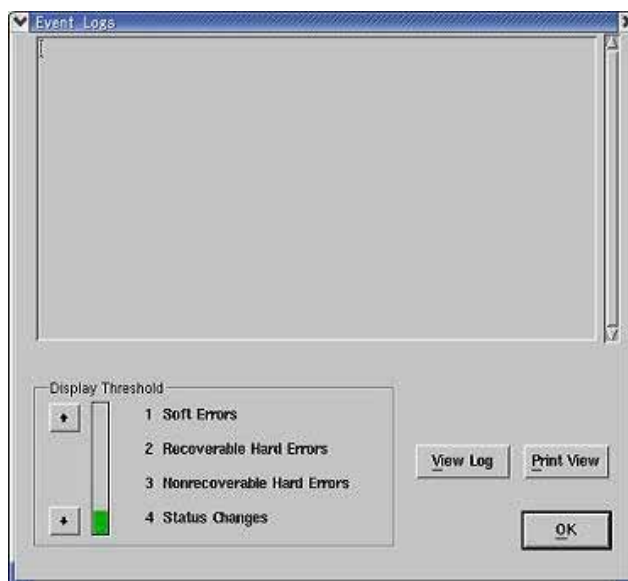 Event Logs
Display Threshold
1 Soft Errors
2 Recoverable Hard Errors
3 Nonrecoverable Hard Errors
4 Status Changes
View Log
Print View
OK